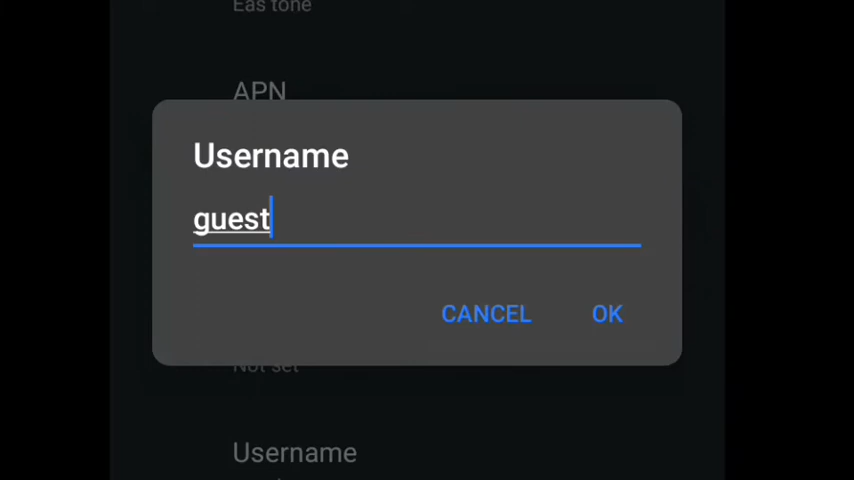 Eas tone
APN
Username
guest
CANCEL OK
Not set
Username